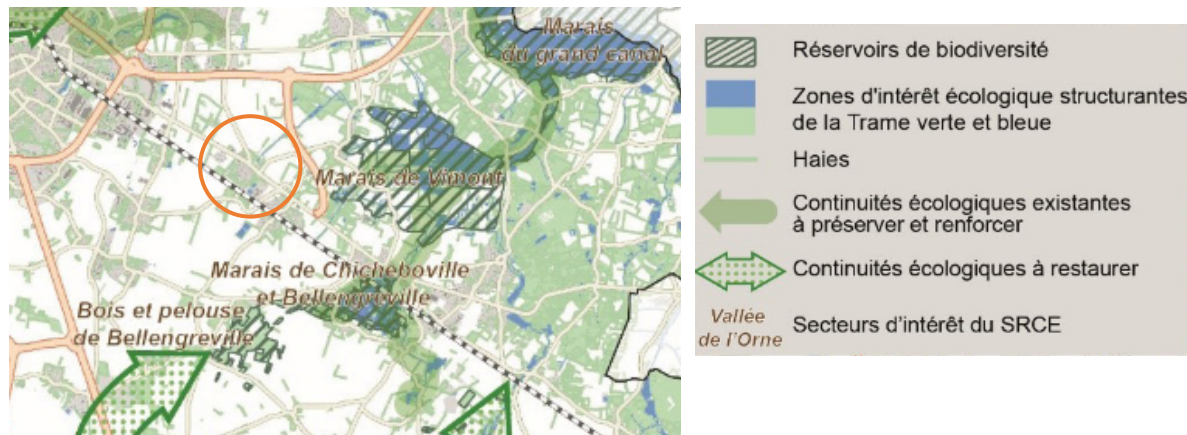 Marais
du grand canal
Marais de Vimont
Marais de Chicheboville
et Bellengreville
Bois et pelouse
de Bellengreville
Réservoirs de biodiversité
Zones d'intérêt écologique structurantes
de la Trame verte et bleue
Haies
Continuités écologiques existantes
à préserver et renforcer
Continuités écologiques à restaurer
Vallée
de l'Orne
Secteurs d'intérêt du SRCE